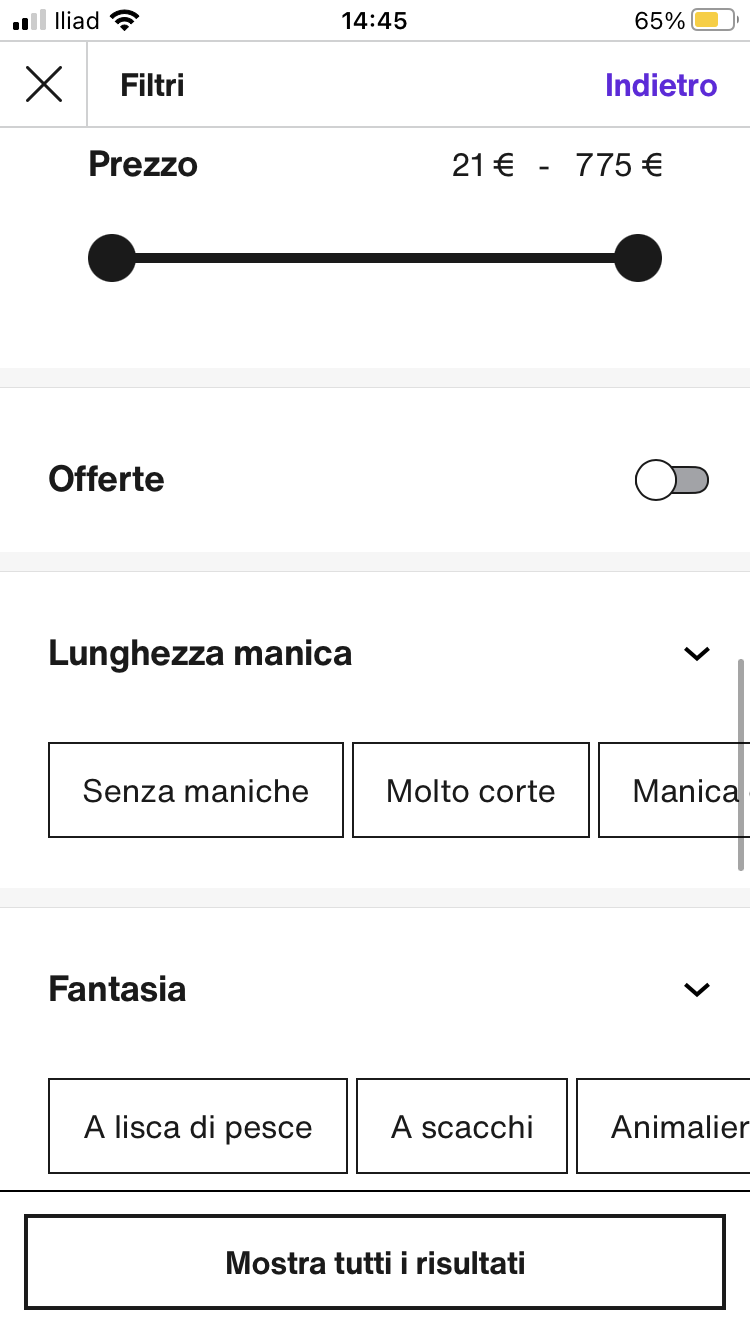 Iliad 14:45 65%
Filtri Indietro
Prezzo 21 € - 775 €
Offerte
Lunghezza manica
Senza maniche Molto corte Manica
Fantasia
A lisca di pesce A scacchi Animalier
Mostra tutti i risultati